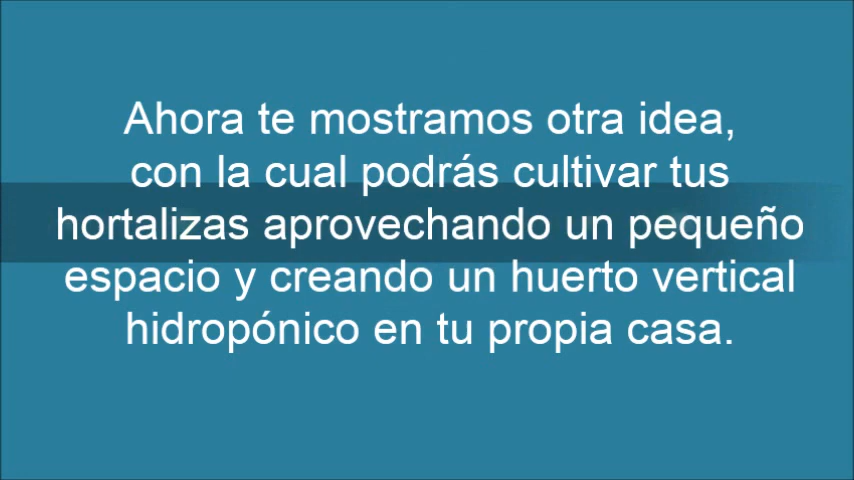 Ahora te mostramos otra idea,
con la cual podrás cultivar tus
hortalizas aprovechando un pequeño
espacio y creando un huerto vertical
hidropónico en tu propia casa.